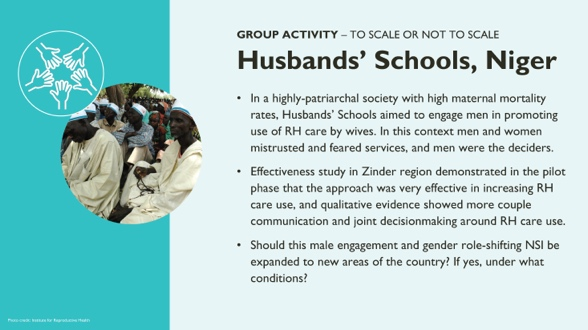 GROUP ACTIVITY – TO SCALE OR NOT TO SCALE
Husbands' Schools, Niger
• In a highly-patriarchal society with high maternal mortality
rates, Husbands' Schools aimed to engage men in promoting
use of RH care by wives. In this context men and women
mistrusted and feared services, and men were the deciders.
• Effectiveness study in Zinder region demonstrated in the pilot
phase that the approach was very effective in increasing RH
care use, and qualitative evidence showed more couple
communication and joint decisionmaking around RH care use.
• Should this male engagement and gender role-shifting NSI be
expanded to new areas of the country? If yes, under what
conditions?
Photo credit: Institute for Reproductive Health